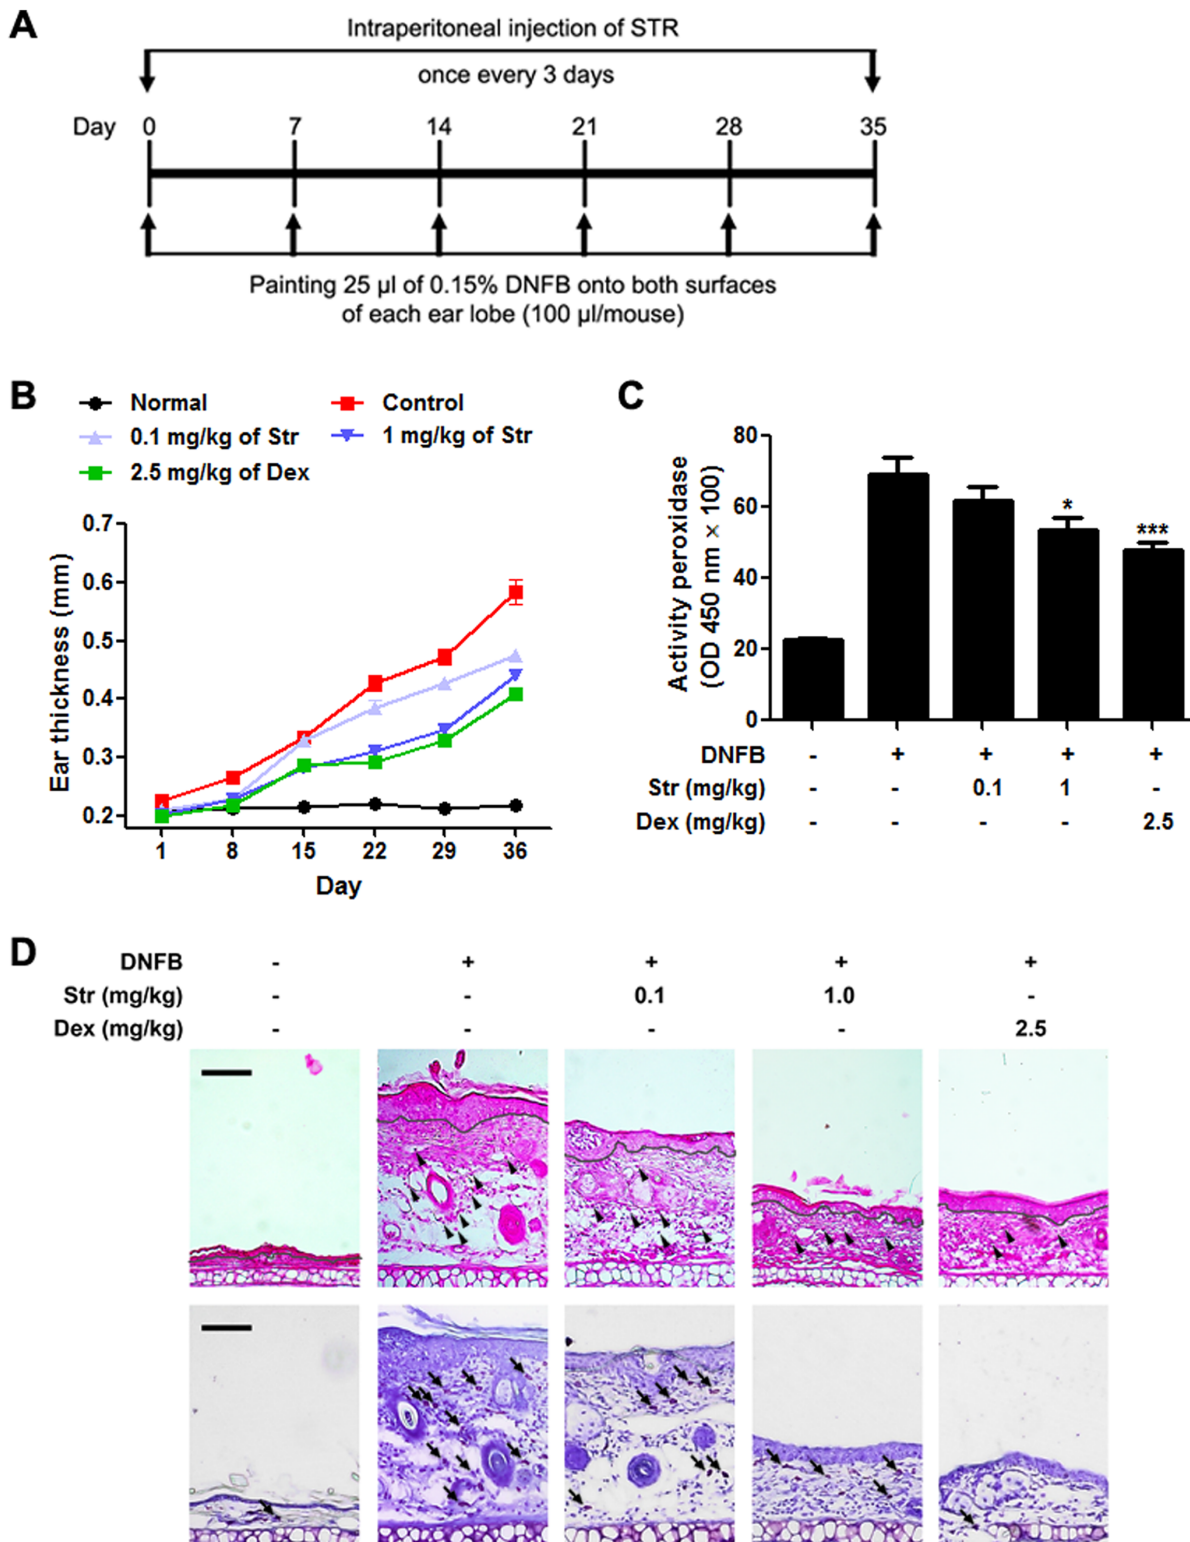 A
Intraperitoneal injection of STR
once every 3 days
Day 0 7 14 21 28 35
Painting 25 µl of 0.15% DNFB onto both surfaces
of each ear lobe (100 µl/mouse)
B
Normal Control
0.1 mg/kg of Str 1 mg/kg of Str
2.5 mg/kg of Dex
Ear thickness (mm)
0.7
0.6
0.5
0.4
0.3
0.2
1 8 15 22 29 36
Day
C
Activity peroxidase
(OD 450 nm × 100)
80
60
40
20
0
* ***
DNFB - + + + +
Str (mg/kg) - - 0.1 1 -
Dex (mg/kg) - - - - 2.5
D
DNFB - + + + +
Str (mg/kg) - - 0.1 1.0 -
Dex (mg/kg) - - - - 2.5